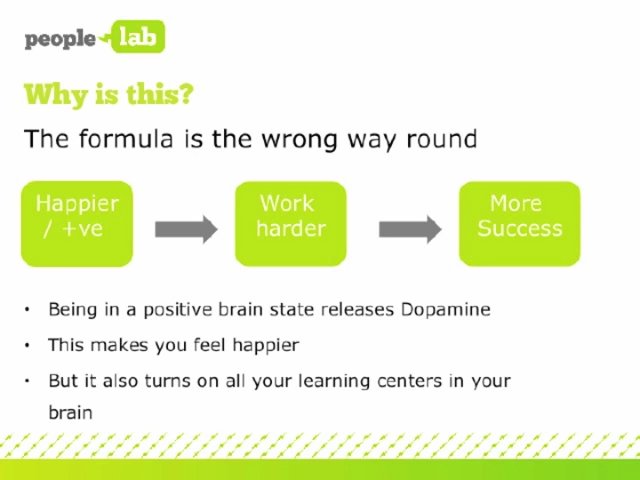 people lab
Why is this?
The formula is the wrong way round
Happier
/ +ve
Work
harder
More
Success
• Being in a positive brain state releases Dopamine
• This makes you feel happier
• But it also turns on all your learning centers in your
brain